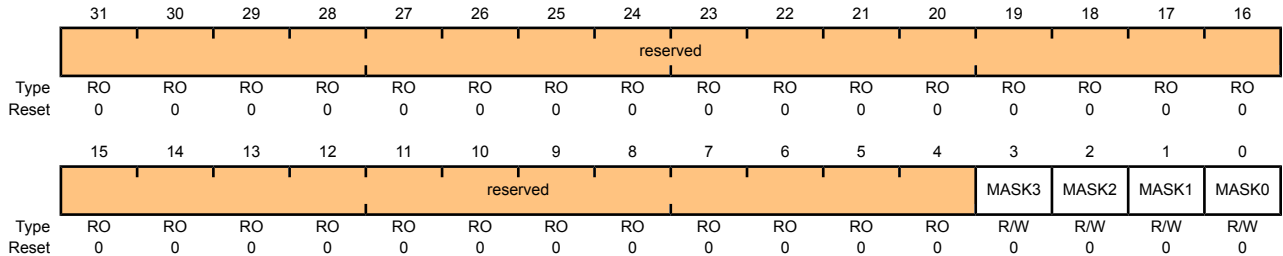 31 30 29 28 27 26 25 24 23 22 21 20 19 18 17 16
reserved
Type RO RO RO RO RO RO RO RO RO RO RO RO RO RO RO RO
Reset 0 0 0 0 0 0 0 0 0 0 0 0 0 0 0 0
15 14 13 12 11 10 9 8 7 6 5 4 3 2 1 0
reserved MASK3 MASK2 MASK1 MASK0
Type RO RO RO RO RO RO RO RO RO RO RO RO R/W R/W R/W R/W
Reset 0 0 0 0 0 0 0 0 0 0 0 0 0 0 0 0